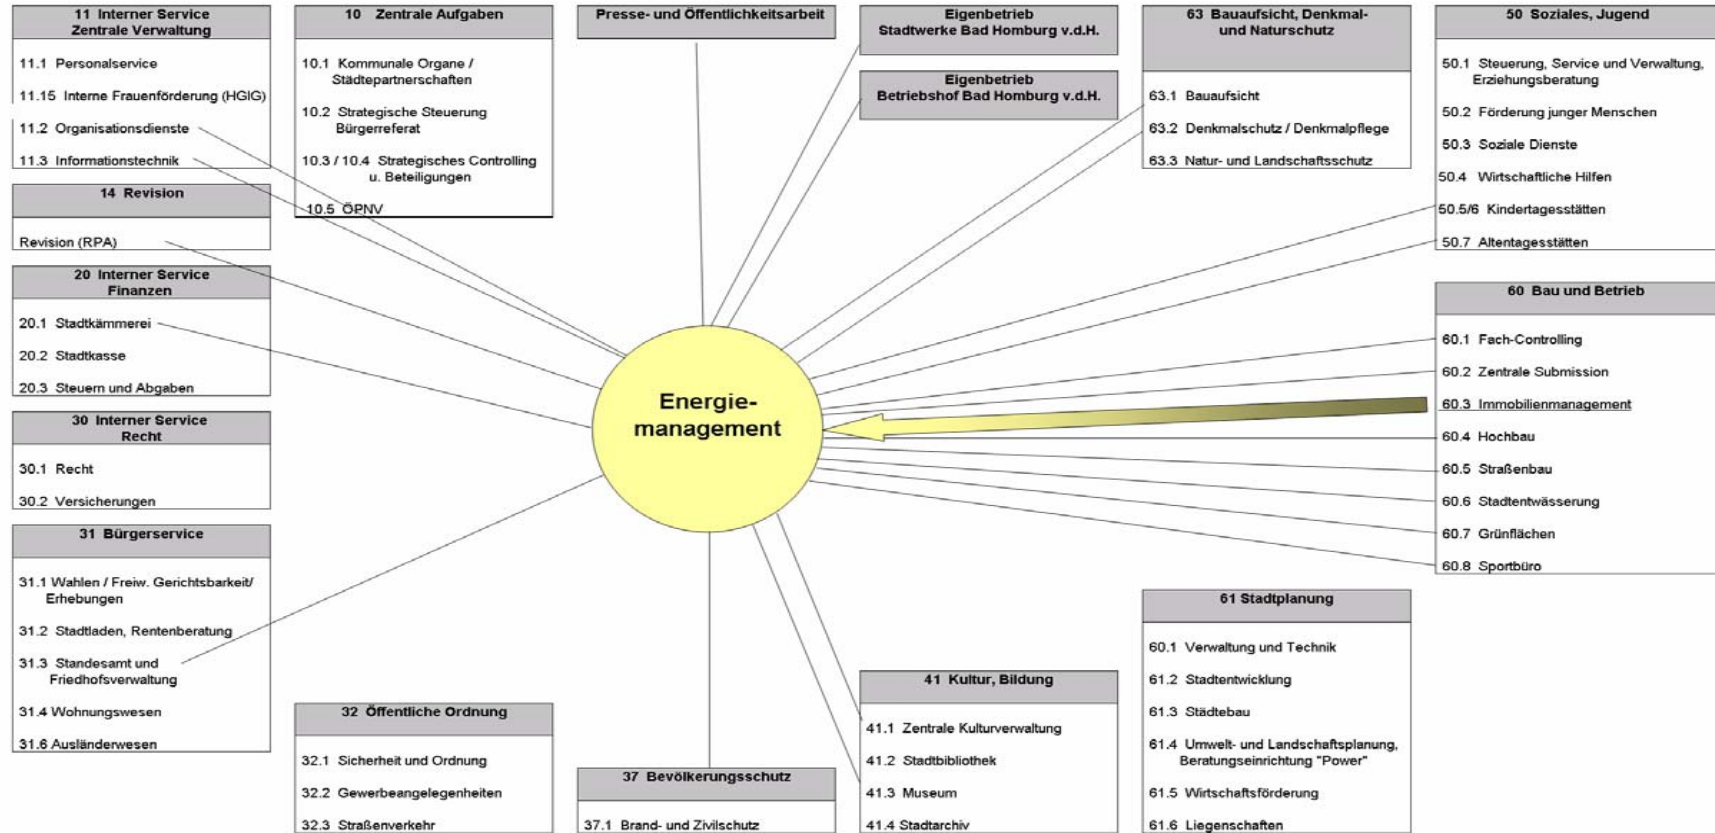 11 Interner Service
Zentrale Verwaltung
11.1 Personalservice
11.15 Interne Frauenförderung (HGIG)
11.2 Organisationsdienste
11.3 Informationstechnik
14 Revision
Revision (RPA)
20 Interner Service
Finanzen
20.1 Stadtkämmerei
20.2 Stadtkasse
20.3 Steuern und Abgaben
30 Interner Service
Recht
30.1 Recht
30.2 Versicherungen
31 Bürgerservice
31.1 Wahlen / Freiw. Gerichtsbarkeit/
Erhebungen
31.2 Stadtladen, Rentenberatung
31.3 Standesamt und
Friedhofsverwaltung
31.4 Wohnungswesen
31.6 Ausländerwesen
10 Zentrale Aufgaben
10.1 Kommunale Organe /
Städtepartnerschaften
10.2 Strategische Steuerung
Bürgerreferat
10.3 / 10.4 Strategisches Controlling
u. Beteiligungen
10.5 ÖPNV
Presse- und Öffentlichkeitsarbeit
Eigenbetrieb
Stadtwerke Bad Homburg v.d.H.
Eigenbetrieb
Betriebshof Bad Homburg v.d.H.
63 Bauaufsicht, Denkmal-
und Naturschutz
63.1 Bauaufsicht
63.2 Denkmalschutz / Denkmalpflege
63.3 Natur- und Landschaftsschutz
50 Soziales, Jugend
50.1 Steuerung, Service und Verwaltung,
Erziehungsberatung
50.2 Förderung junger Menschen
50.3 Soziale Dienste
50.4 Wirtschaftliche Hilfen
50.5/6 Kindertagesstätten
50.7 Altentagesstätten
60 Bau und Betrieb
60.1 Fach-Controlling
60.2 Zentrale Submission
60.3 Immobilienmanagement
60.4 Hochbau
60.5 Straßenbau
60.6 Stadtentwässerung
60.7 Grünflächen
60.8 Sportbüro
Energie-
management
32 Öffentliche Ordnung
32.1 Sicherheit und Ordnung
32.2 Gewerbeangelegenheiten
32.3 Straßenverkehr
37 Bevölkerungsschutz
37.1 Brand- und Zivilschutz
41 Kultur, Bildung
41.1 Zentrale Kulturverwaltung
41.2 Stadtbibliothek
41.3 Museum
41.4 Stadtarchiv
61 Stadtplanung
60.1 Verwaltung und Technik
61.2 Stadtentwicklung
61.3 Städtebau
61.4 Umwelt- und Landschaftsplanung,
Beratungseinrichtung "Power"
61.5 Wirtschaftsförderung
61.6 Liegenschaften